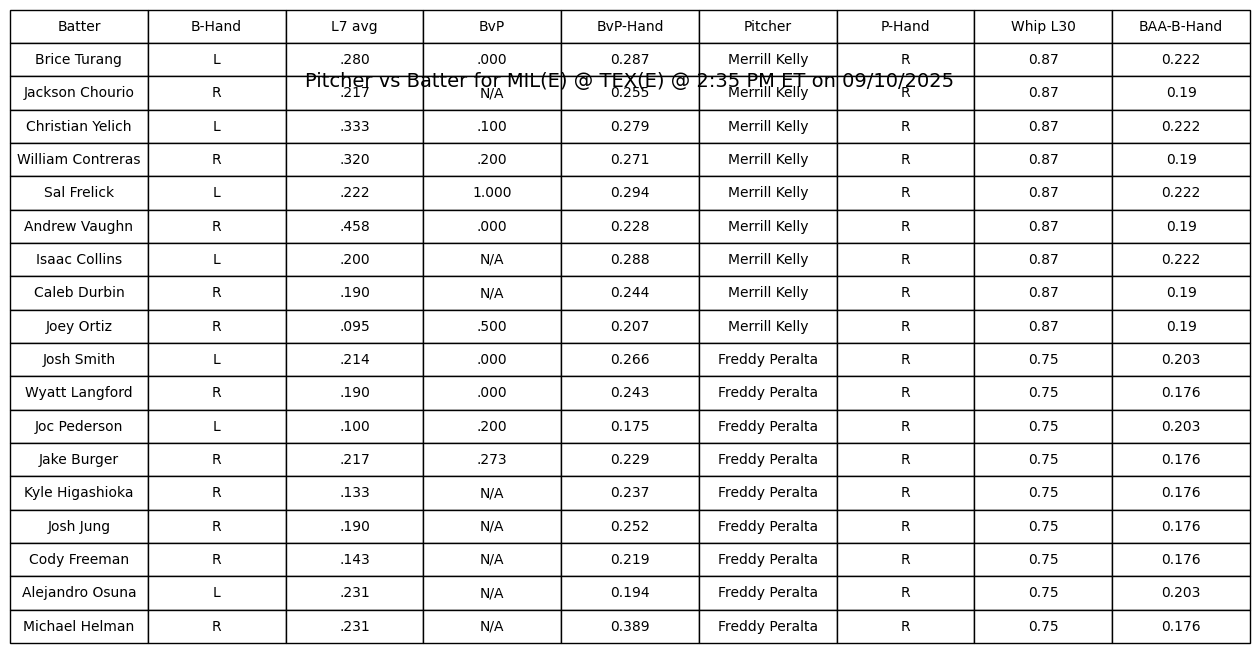 Batter B-Hand L7 avg BvP BvP-Hand Pitcher P-Hand Whip L30 BAA-B-Hand
Brice Turang L .280 .000 0.287 Merrill Kelly R 0.87 0.222
Pitcher vs Batter for MIL(E) @ TEX(E) @ 2:35 PM ET on 09/10/2025
Jackson Chourio R .217 N/A 0.255 Merrill Kelly R 0.87 0.19
Christian Yelich L .333 .100 0.279 Merrill Kelly R 0.87 0.222
William Contreras R .320 .200 0.271 Merrill Kelly R 0.87 0.19
Sal Frelick L .222 1.000 0.294 Merrill Kelly R 0.87 0.222
Andrew Vaughn R .458 .000 0.228 Merrill Kelly R 0.87 0.19
Isaac Collins L .200 N/A 0.288 Merrill Kelly R 0.87 0.222
Caleb Durbin R .190 N/A 0.244 Merrill Kelly R 0.87 0.19
Joey Ortiz R .095 .500 0.207 Merrill Kelly R 0.87 0.19
Josh Smith L .214 .000 0.266 Freddy Peralta R 0.75 0.203
Wyatt Langford R .190 .000 0.243 Freddy Peralta R 0.75 0.176
Joc Pederson L .100 .200 0.175 Freddy Peralta R 0.75 0.203
Jake Burger R .217 .273 0.229 Freddy Peralta R 0.75 0.176
Kyle Higashioka R .133 N/A 0.237 Freddy Peralta R 0.75 0.176
Josh Jung R .190 N/A 0.252 Freddy Peralta R 0.75 0.176
Cody Freeman R .143 N/A 0.219 Freddy Peralta R 0.75 0.176
Alejandro Osuna L .231 N/A 0.194 Freddy Peralta R 0.75 0.203
Michael Helman R .231 N/A 0.389 Freddy Peralta R 0.75 0.176